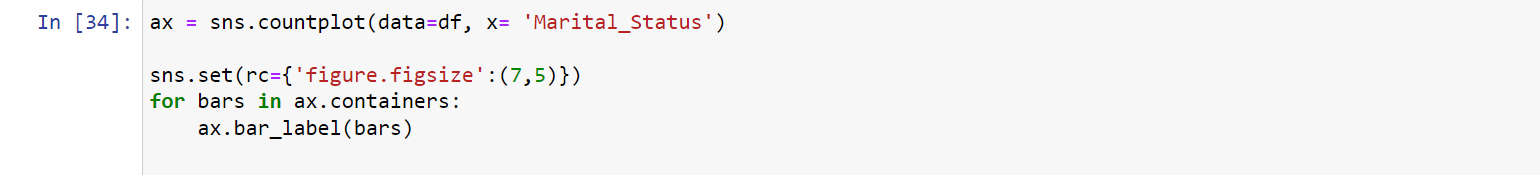 In [34]: ax = sns.countplot(data=df, x= 'Marital_Status')
sns.set(rc={'figure.figsize':(7,5)})
for bars in ax.containers:
    ax.bar_label(bars)